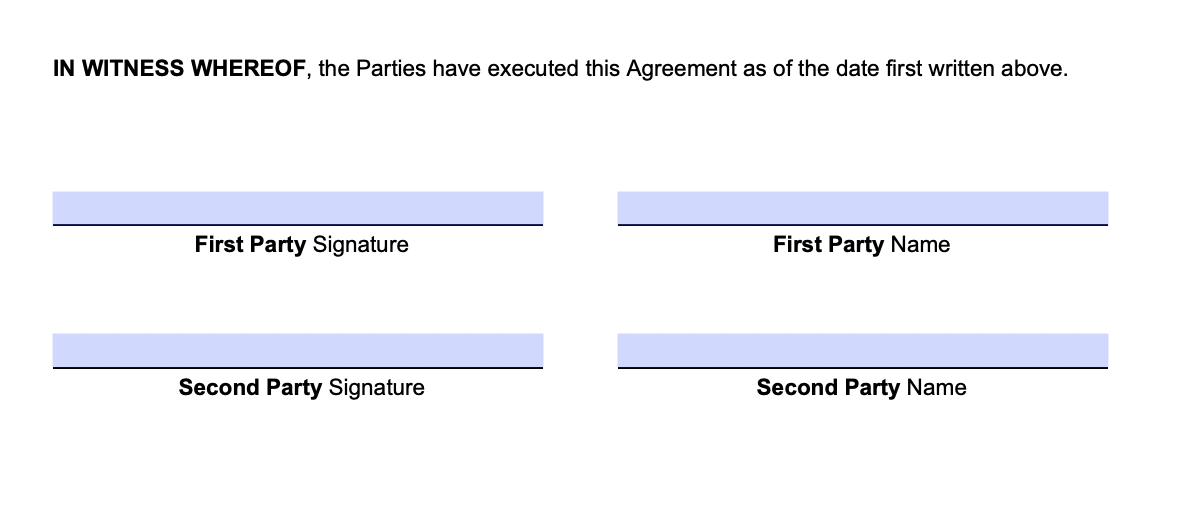 IN WITNESS WHEREOF, the Parties have executed this Agreement as of the date first written above.
First Party Signature
First Party Name
Second Party Signature
Second Party Name